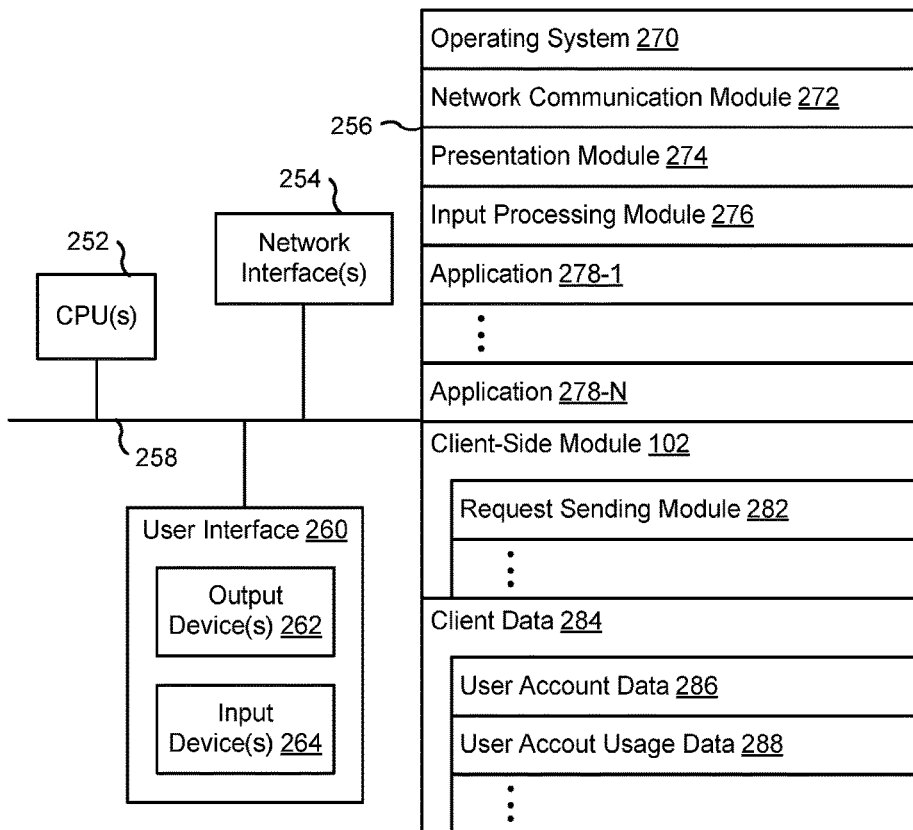 Operating System 270
Network Communication Module 272
256
Presentation Module 274
Input Processing Module 276
Application 278-1
Application 278-N
Client-Side Module 102
Request Sending Module 282
Client Data 284
User Account Data 286
User Accout Usage Data 288
254
Network
Interface(s)
252
CPU(s)
258
User Interface 260
Output
Device(s) 262
Input
Device(s) 264